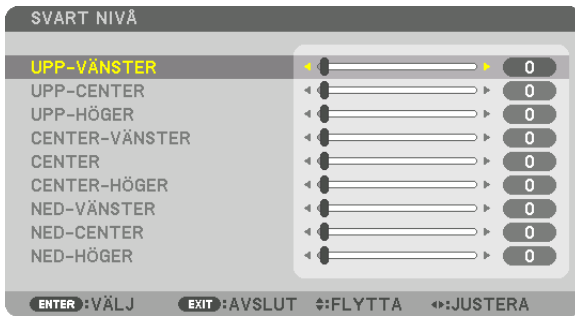 SVART NIVÅ
UPP-VÄNSTER 0
UPP-CENTER 0
UPP-HÖGER 0
CENTER-VÄNSTER 0
CENTER 0
CENTER-HÖGER 0
NED-VÄNSTER 0
NED-CENTER 0
NED-HÖGER 0
ENTER:VÄLJ EXIT:AVSLUT :FLYTTA :JUSTERA